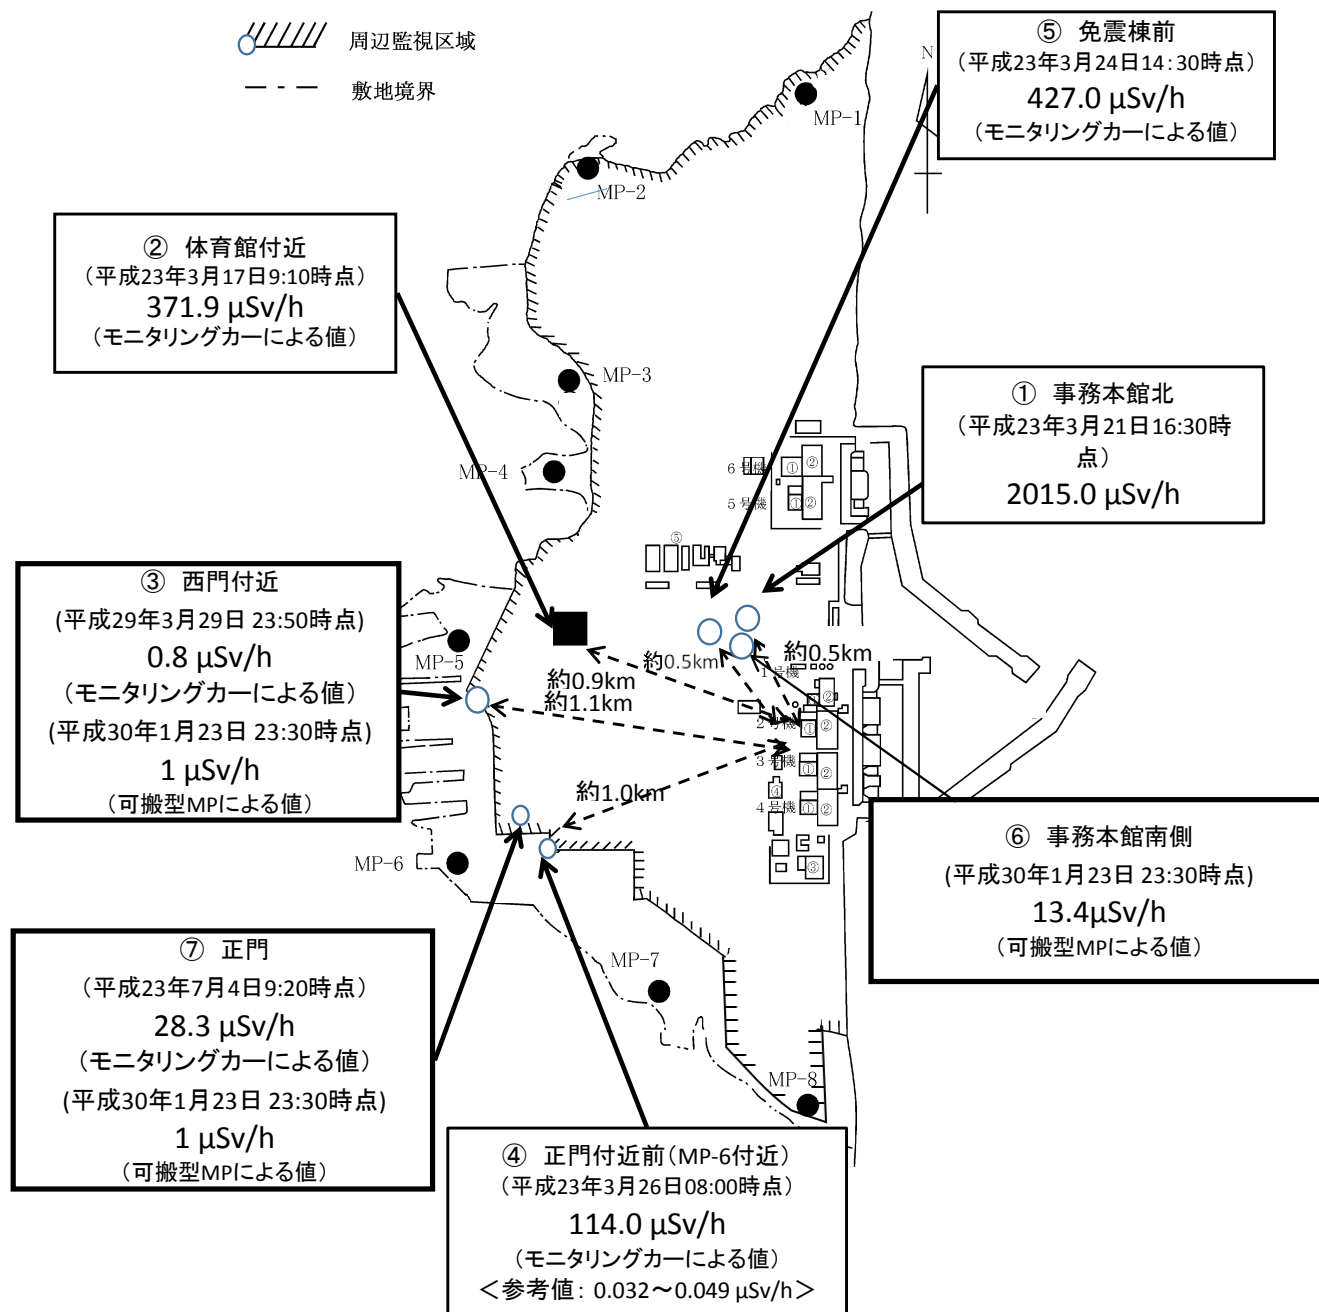 周辺監視区域
敷地境界
⑤ 免震棟前
（平成23年3月24日14:30時点）
427.0 μSv/h
（モニタリングカーによる値）
N
MP-1
MP-2
② 体育館付近
（平成23年3月17日9:10時点）
371.9 μSv/h
（モニタリングカーによる値）
MP-3
① 事務本館北
（平成23年3月21日16:30時
点）
2015.0 μSv/h
MP-4
6号機
①
②
5号機
①
②
⑤
③ 西門付近
(平成29年3月29日 23:50時点)
0.8 μSv/h
（モニタリングカーによる値）
(平成30年1月23日 23:30時点)
1 μSv/h
（可搬型MPによる値）
MP-5
約0.5km
約0.5km
約0.9km
約1.1km
1号機
②
2号機
①
②
3号機
①
②
約1.0km
④
4号機
①
②
③
MP-6
⑥ 事務本館南側
(平成30年1月23日 23:30時点)
13.4μSv/h
（可搬型MPによる値）
⑦ 正門
（平成23年7月4日9:20時点）
28.3 μSv/h
（モニタリングカーによる値）
(平成30年1月23日 23:30時点)
1 μSv/h
（可搬型MPによる値）
MP-7
MP-8
④ 正門付近前（MP-6付近）
（平成23年3月26日08:00時点）
114.0 μSv/h
（モニタリングカーによる値）
＜参考値: 0.032～0.049 μSv/h＞